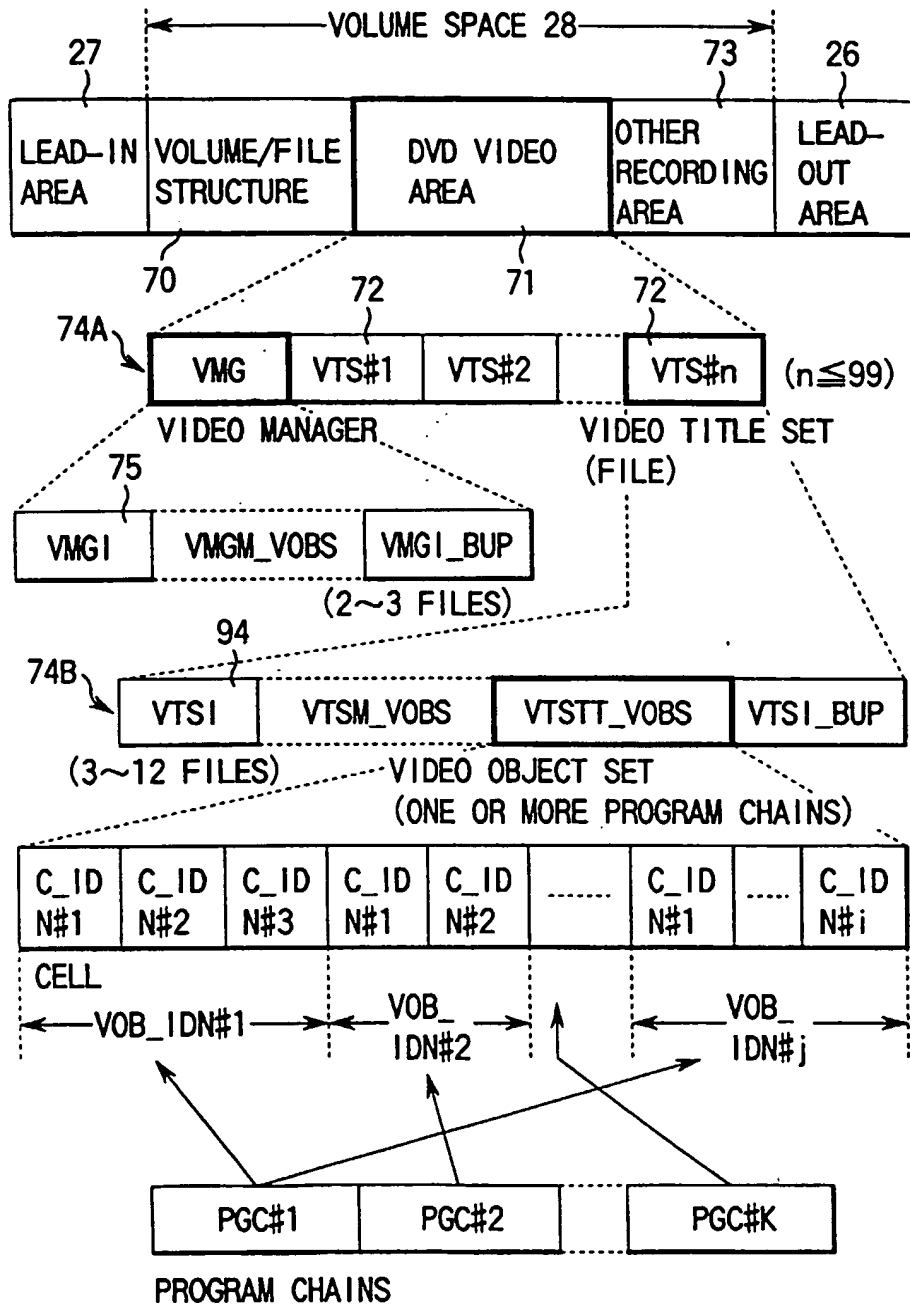 VOLUME SPACE 28
27
73
26
LEAD-IN
AREA
VOLUME/FILE
STRUCTURE
DVD VIDEO
AREA
OTHER
RECORDING
AREA
LEAD-
OUT
AREA
70
72
71
72
74A
VMG
VTS#1
VTS#2
VTS#n
(n≦99)
VIDEO MANAGER
VIDEO TITLE SET
(FILE)
75
VMGI
VMGM_VOBS
VMGI_BUP
(2~3 FILES)
94
74B
VTSI
VTSM_VOBS
VTSTT_VOBS
VTSI_BUP
(3~12 FILES)
VIDEO OBJECT SET
(ONE OR MORE PROGRAM CHAINS)
C_ID
N#1
C_ID
N#2
C_ID
N#3
C_ID
N#1
C_ID
N#2
C_ID
N#1
C_ID
N#i
CELL
VOB_IDN#1
VOB_
IDN#2
VOB_
IDN#j
PGC#1
PGC#2
PGC#K
PROGRAM CHAINS